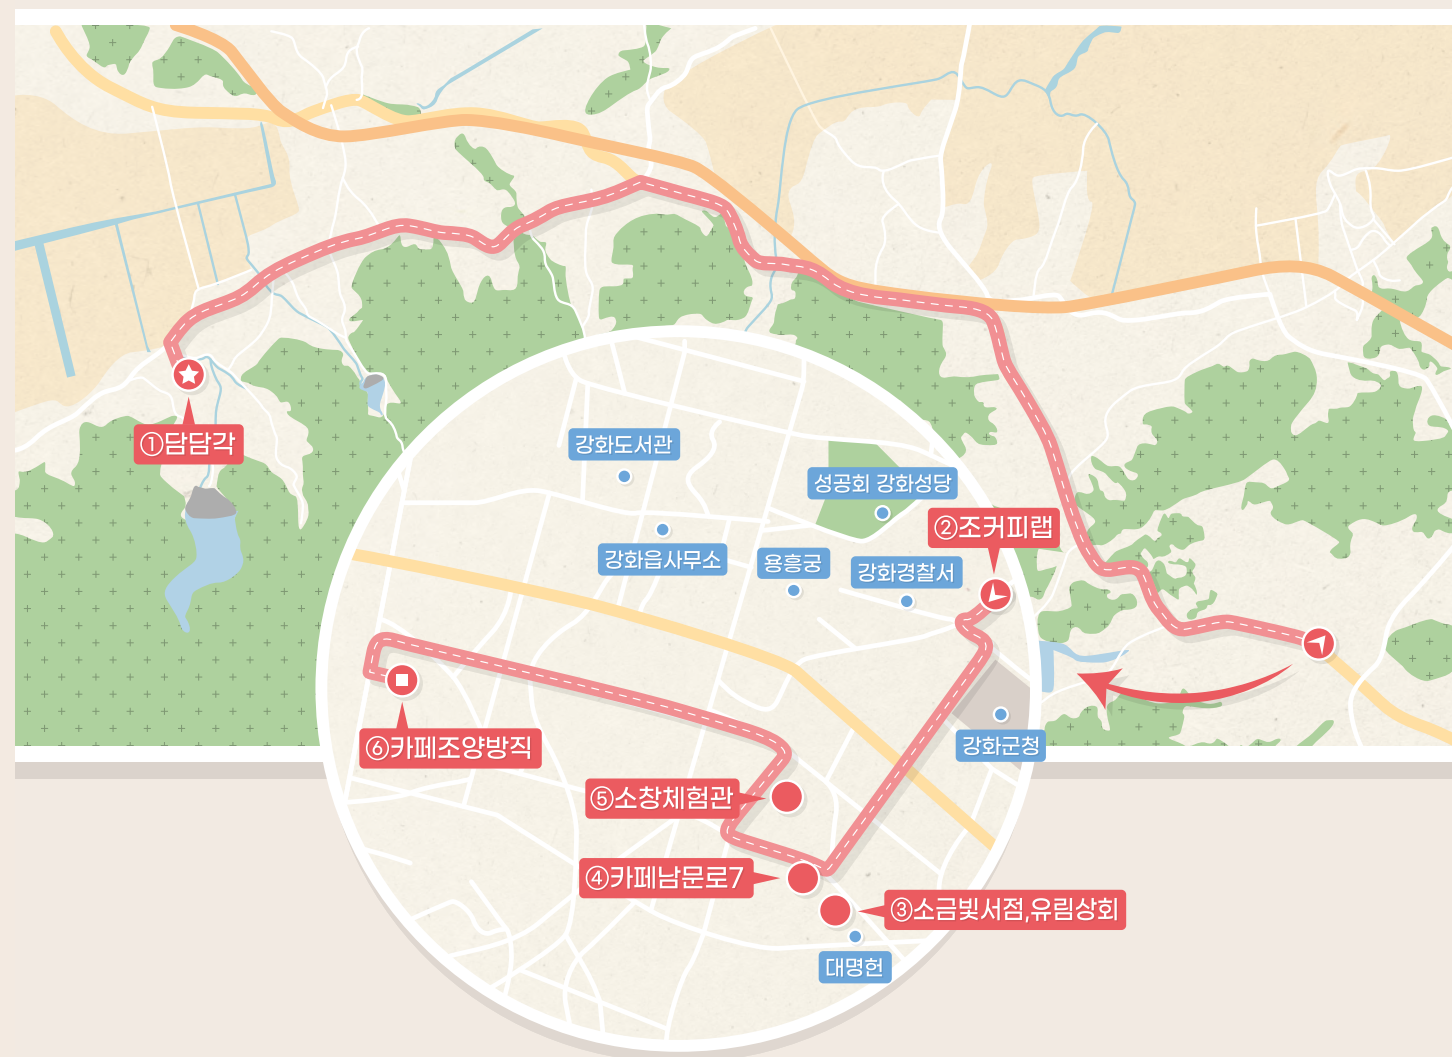 ①담담각
강화도서관
성공회 강화성당
②조커피랩
강화읍사무소
용흥궁
강화경찰서
⑥카페조양방직
강화군청
⑤소창체험관
④카페남문로7
③소금빛서점,유림상회
대명헌